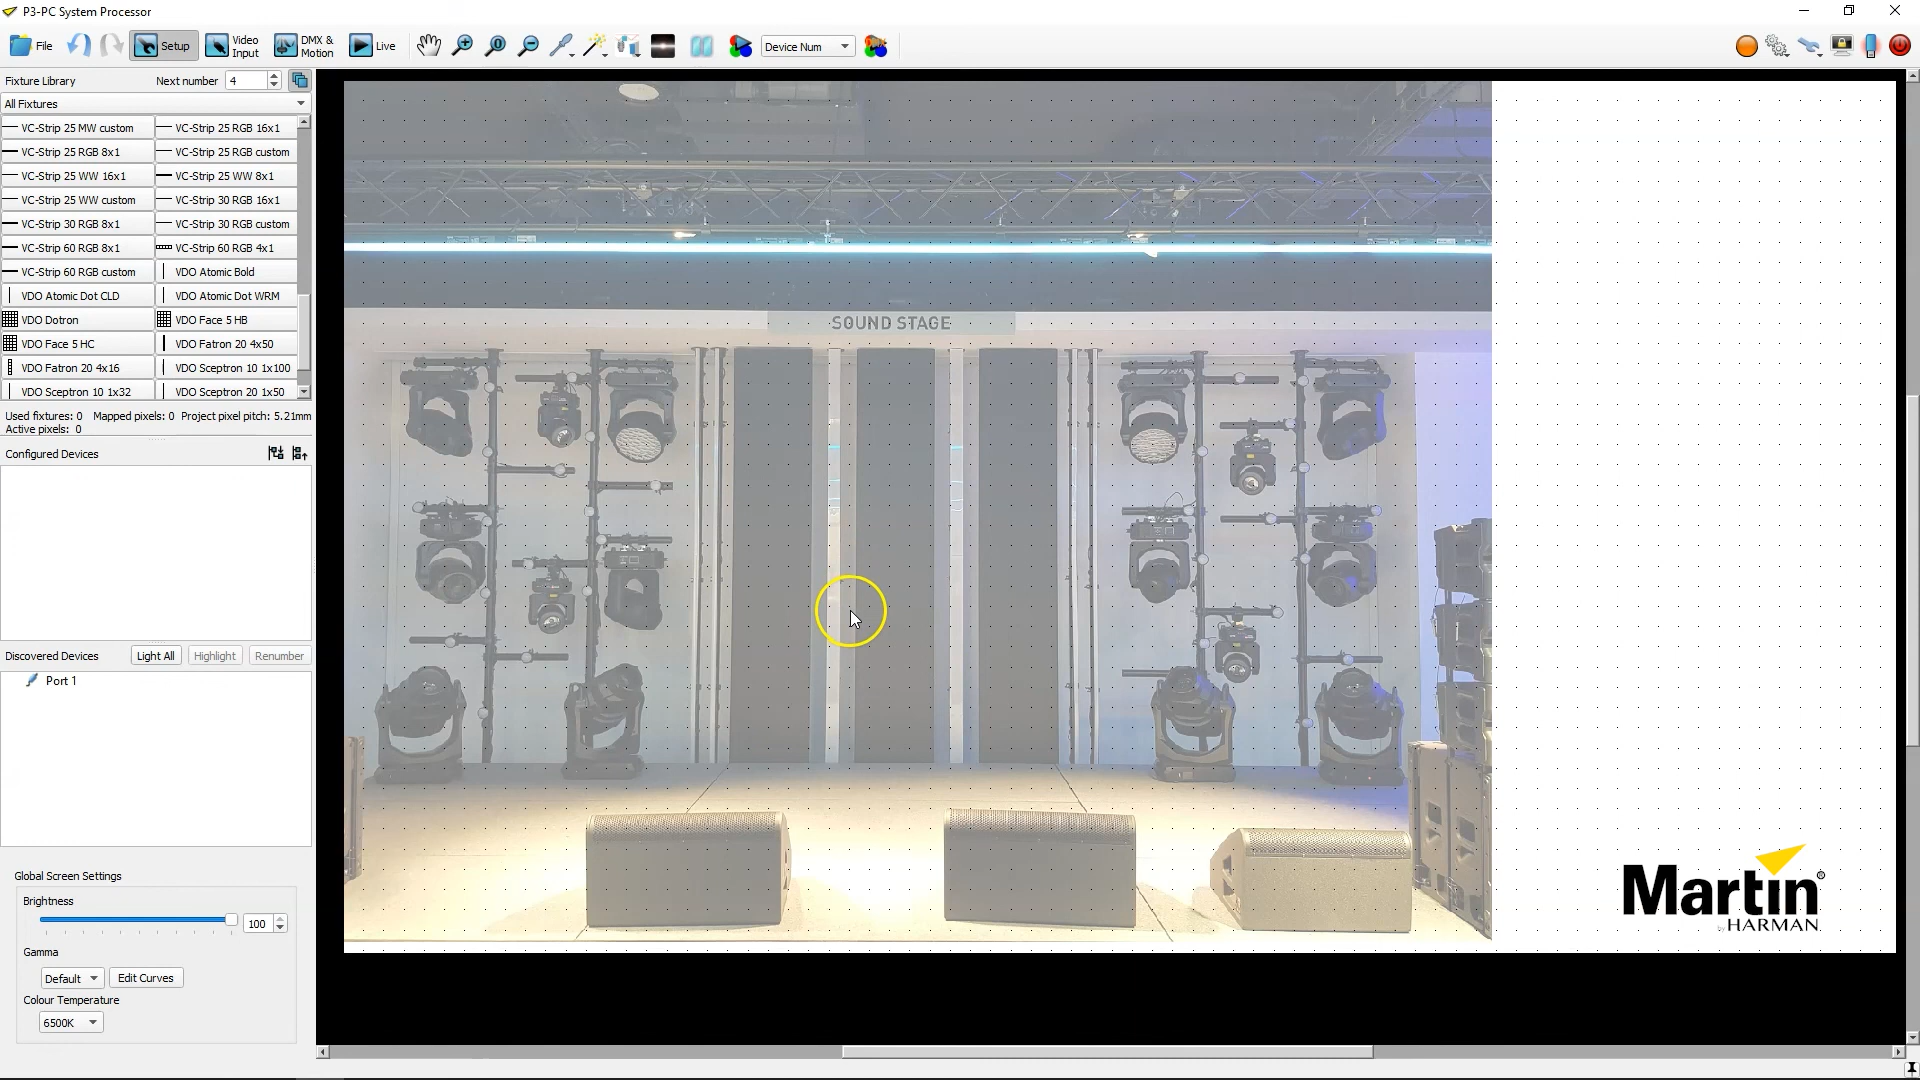 P3-PC System Processor
File
Setup
Video
Input
DMX &
Motion
Live
Device Num
Fixture Library
Next number
4
All Fixtures
VC-Strip 25 MW custom
VC-Strip 25 RGB 16x1
VC-Strip 25 RGB 8x1
VC-Strip 25 RGB custom
VC-Strip 25 WW 16x1
VC-Strip 25 WW 8x1
VC-Strip 25 WW custom
VC-Strip 30 RGB 16x1
VC-Strip 30 RGB 8x1
VC-Strip 30 RGB custom
VC-Strip 60 RGB 8x1
VC-Strip 60 RGB 4x1
VC-Strip 60 RGB custom
VDO Atomic Bold
VDO Atomic Dot CLD
VDO Atomic Dot WRM
VDO Dotron
VDO Face 5 HB
VDO Face 5 HC
VDO Fatron 20 4x50
VDO Fatron 20 4x16
VDO Sceptron 10 1x100
VDO Sceptron 10 1x32
VDO Sceptron 20 1x50
Used fixtures: 0 Mapped pixels: 0 Project pixel pitch: 5.21mm
Active pixels: 0
Configured Devices
Discovered Devices
Light All
Highlight
Renumber
Port 1
Global Screen Settings
Brightness
100
Gamma
Default
Edit Curves
Colour Temperature
6500K
SOUND STAGE
Martin®
by HARMAN